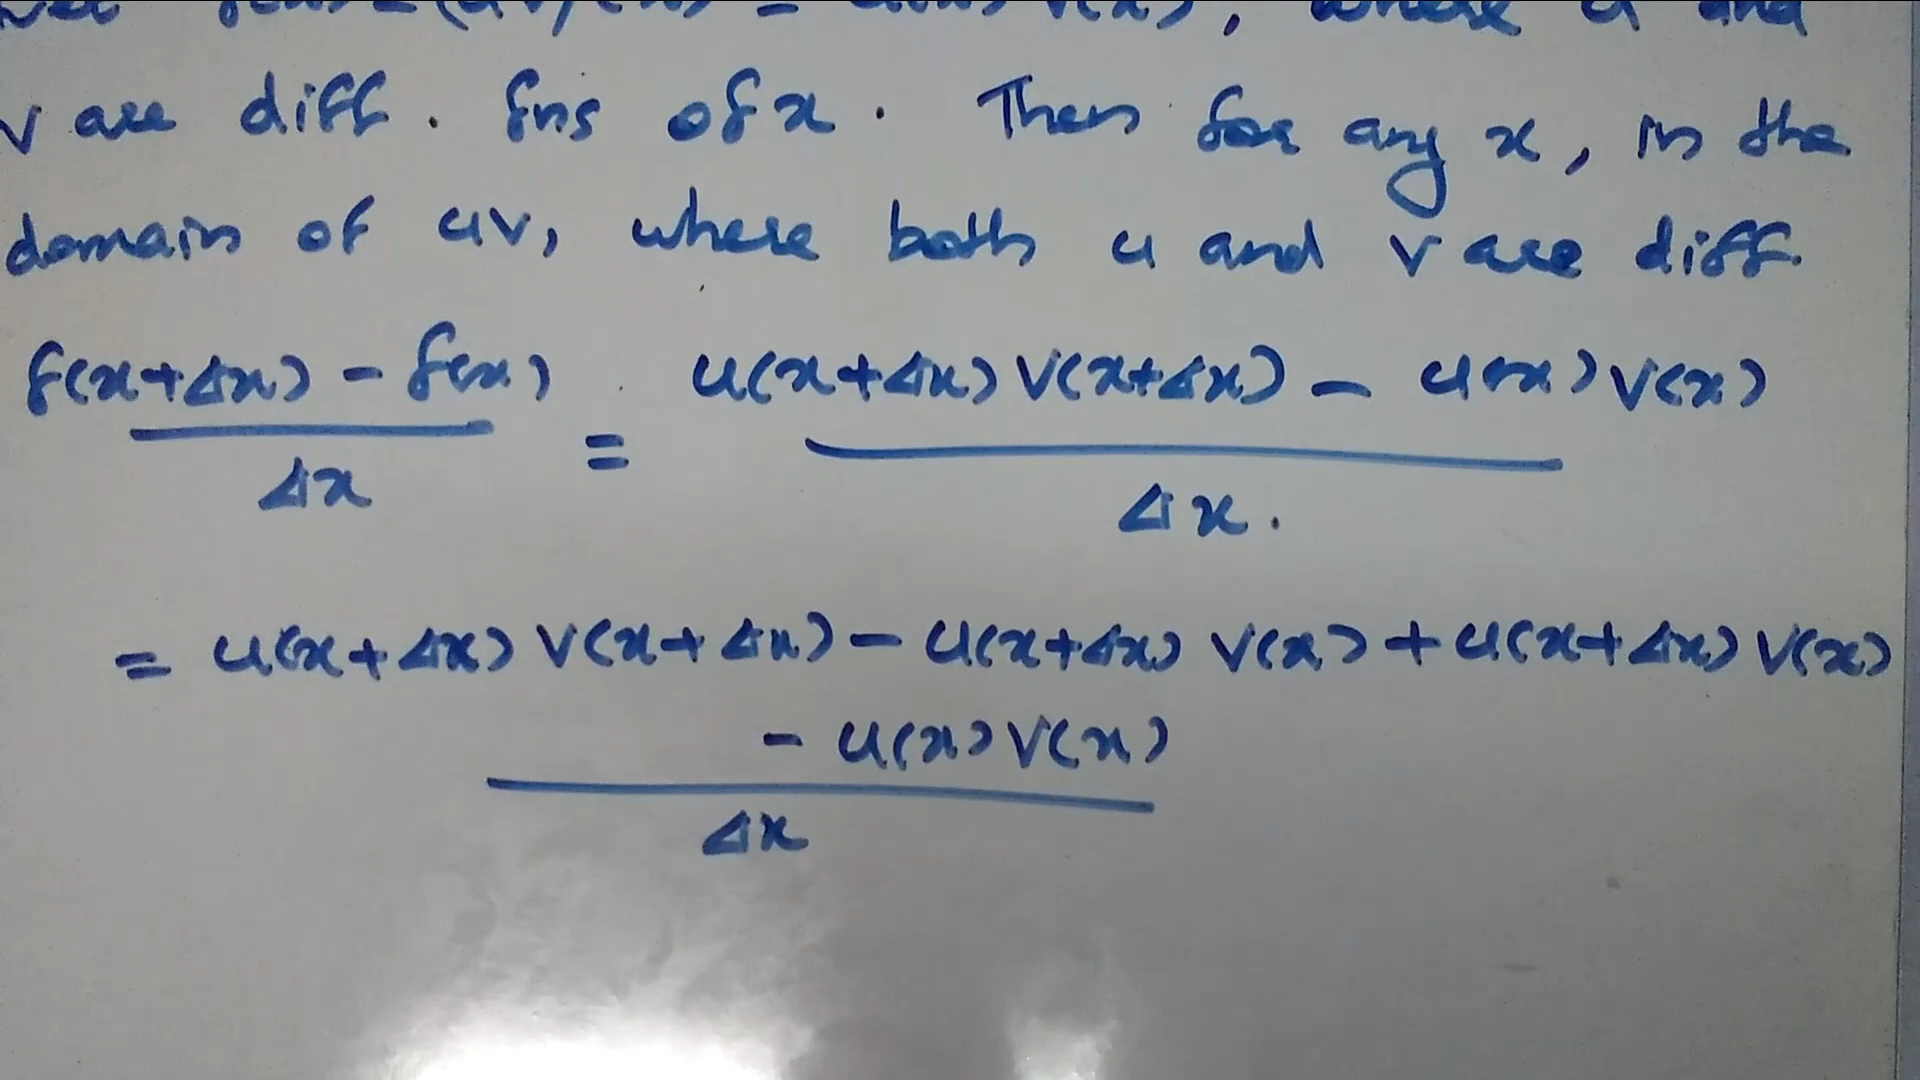 v are diff. fns of x. Then for any x, in the
domain of uv, where both u and v are diff.
f(x+Δx) - f(x) / Δx = u(x+Δx) v(x+Δx) - u(x) v(x) / Δx.
= u(x+Δx) v(x+Δx) - u(x+Δx) v(x) + u(x+Δx) v(x)
- u(x) v(x)
Δx